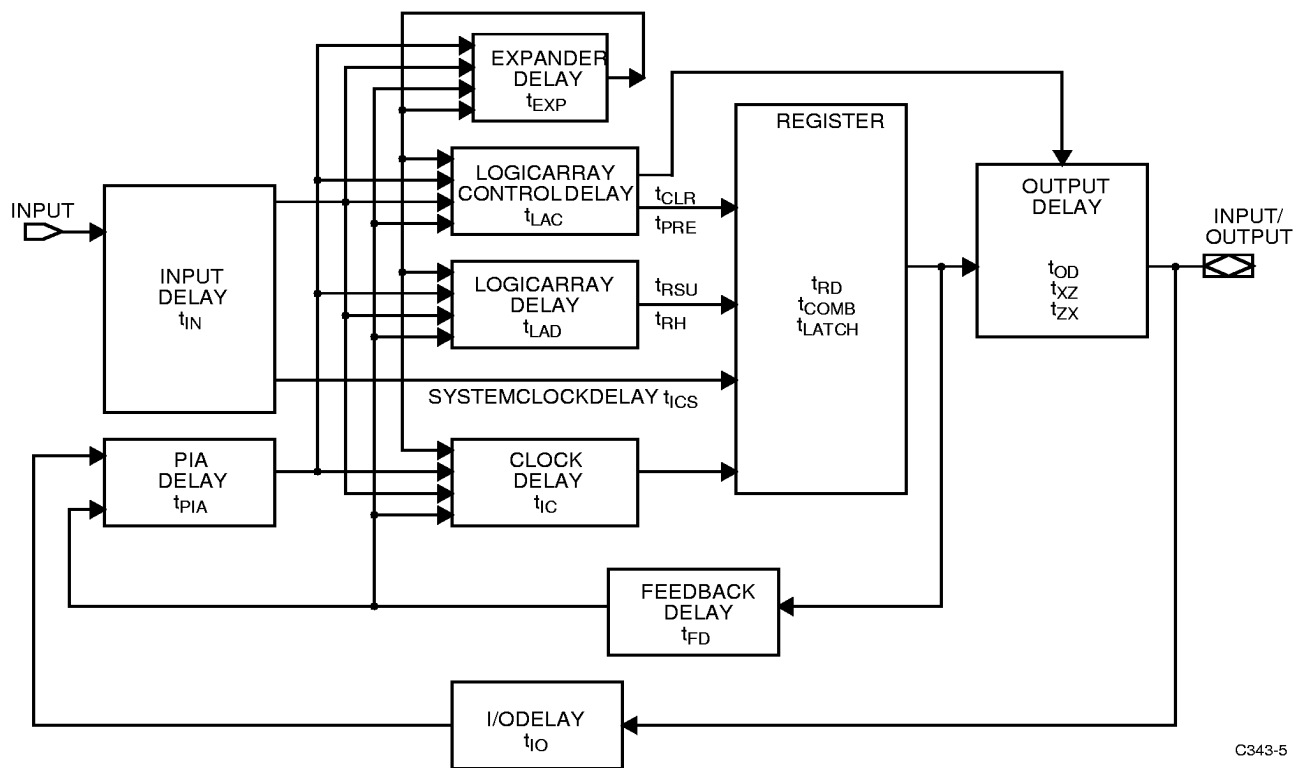 EXPANDER
DELAY
tEXP
REGISTER
LOGICARRAY
CONTROLDELAY
tLAC
tCLR
tPRE
OUTPUT
DELAY
tOD
tXZ
tZX
INPUT
INPUT/
OUTPUT
INPUT
DELAY
tIN
LOGICARRAY
DELAY
tLAD
tRSU
tRH
tRD
tCOMB
tLATCH
SYSTEMCLOCKDELAY tICS
PIA
DELAY
tPIA
CLOCK
DELAY
tIC
FEEDBACK
DELAY
tFD
I/ODELAY
tIO
C343-5